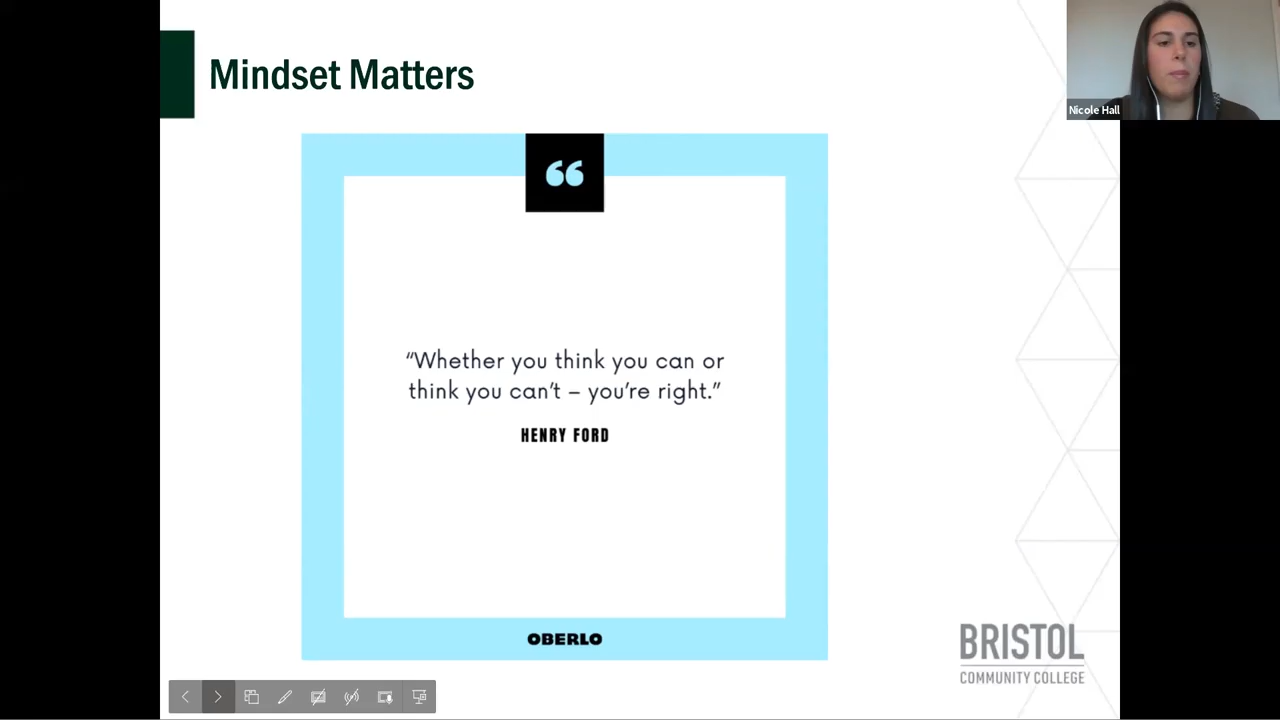 Mindset Matters
Nicole Hall
“Whether you think you can or
think you can’t – you’re right.”
HENRY FORD
OBERLO
BRISTOL
COMMUNITY COLLEGE